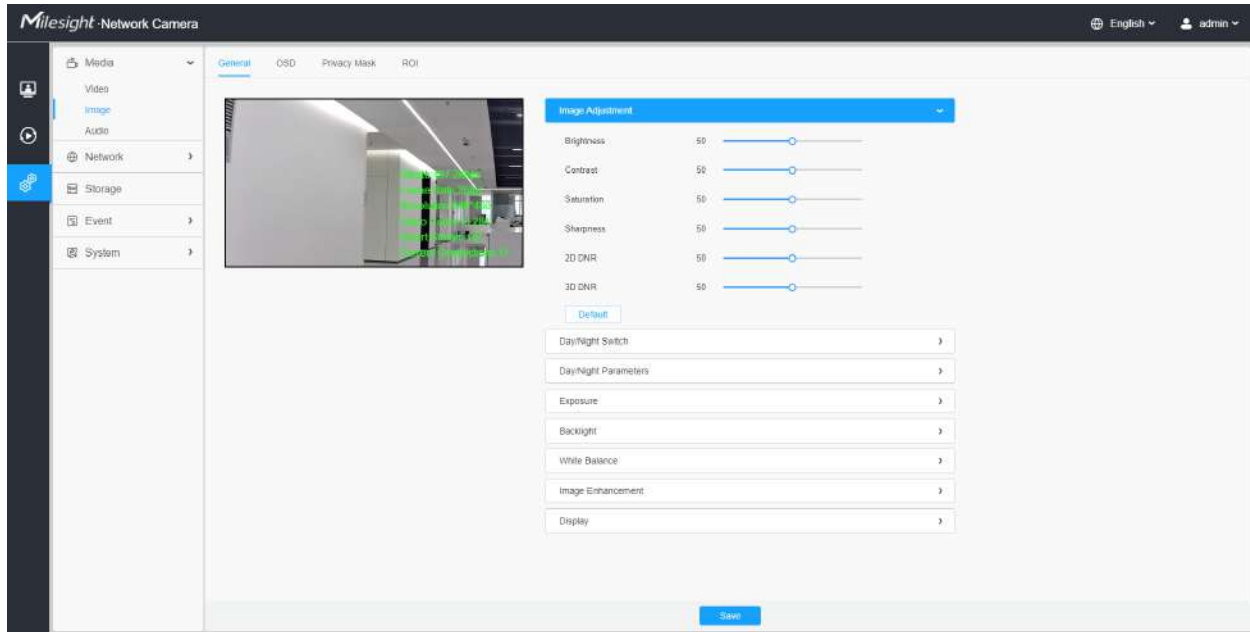 Milesight · Network Camera
English
admin
Media
Video
Image
Audio
Network
Storage
Event
System
General OSD Privacy Mask ROI
Image Adjustment
Brightness 50
Contrast 50
Saturation 50
Sharpness 50
2D DNR 50
3D DNR 50
Default
Day/Night Switch
Day/Night Parameters
Exposure
Backlight
White Balance
Image Enhancement
Display
Save